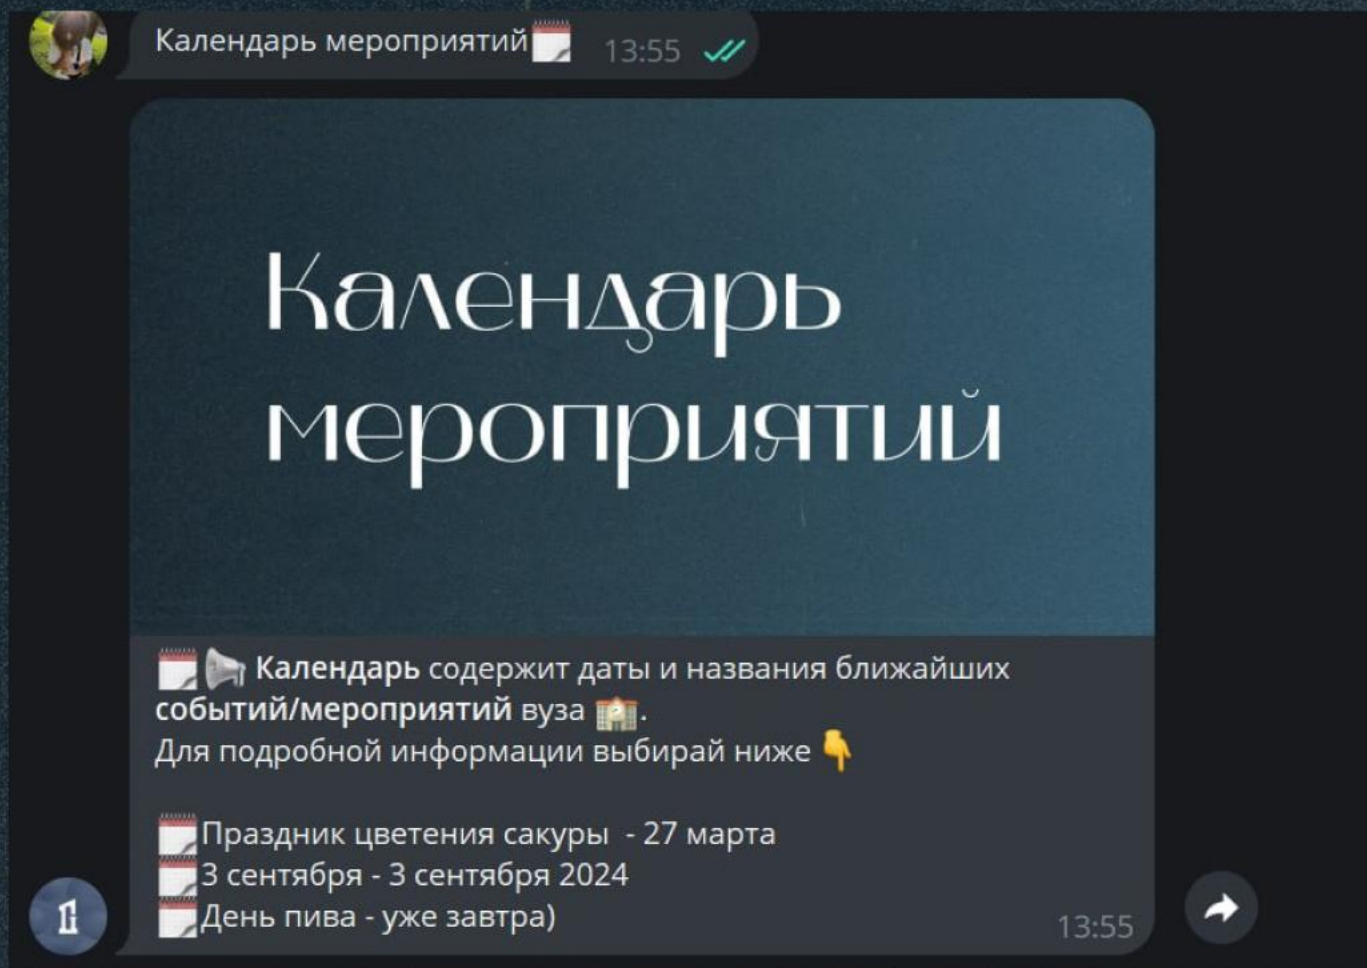 Календарь мероприятий🗓 13:55
Календарь
мероприятий
🗓📢 Календарь содержит даты и названия ближайших
событий/мероприятий вуза 🏫.
Для подробной информации выбирай ниже 👇
🗓Праздник цветения сакуры - 27 марта
🗓3 сентября - 3 сентября 2024
🗓День пива - уже завтра)
13:55